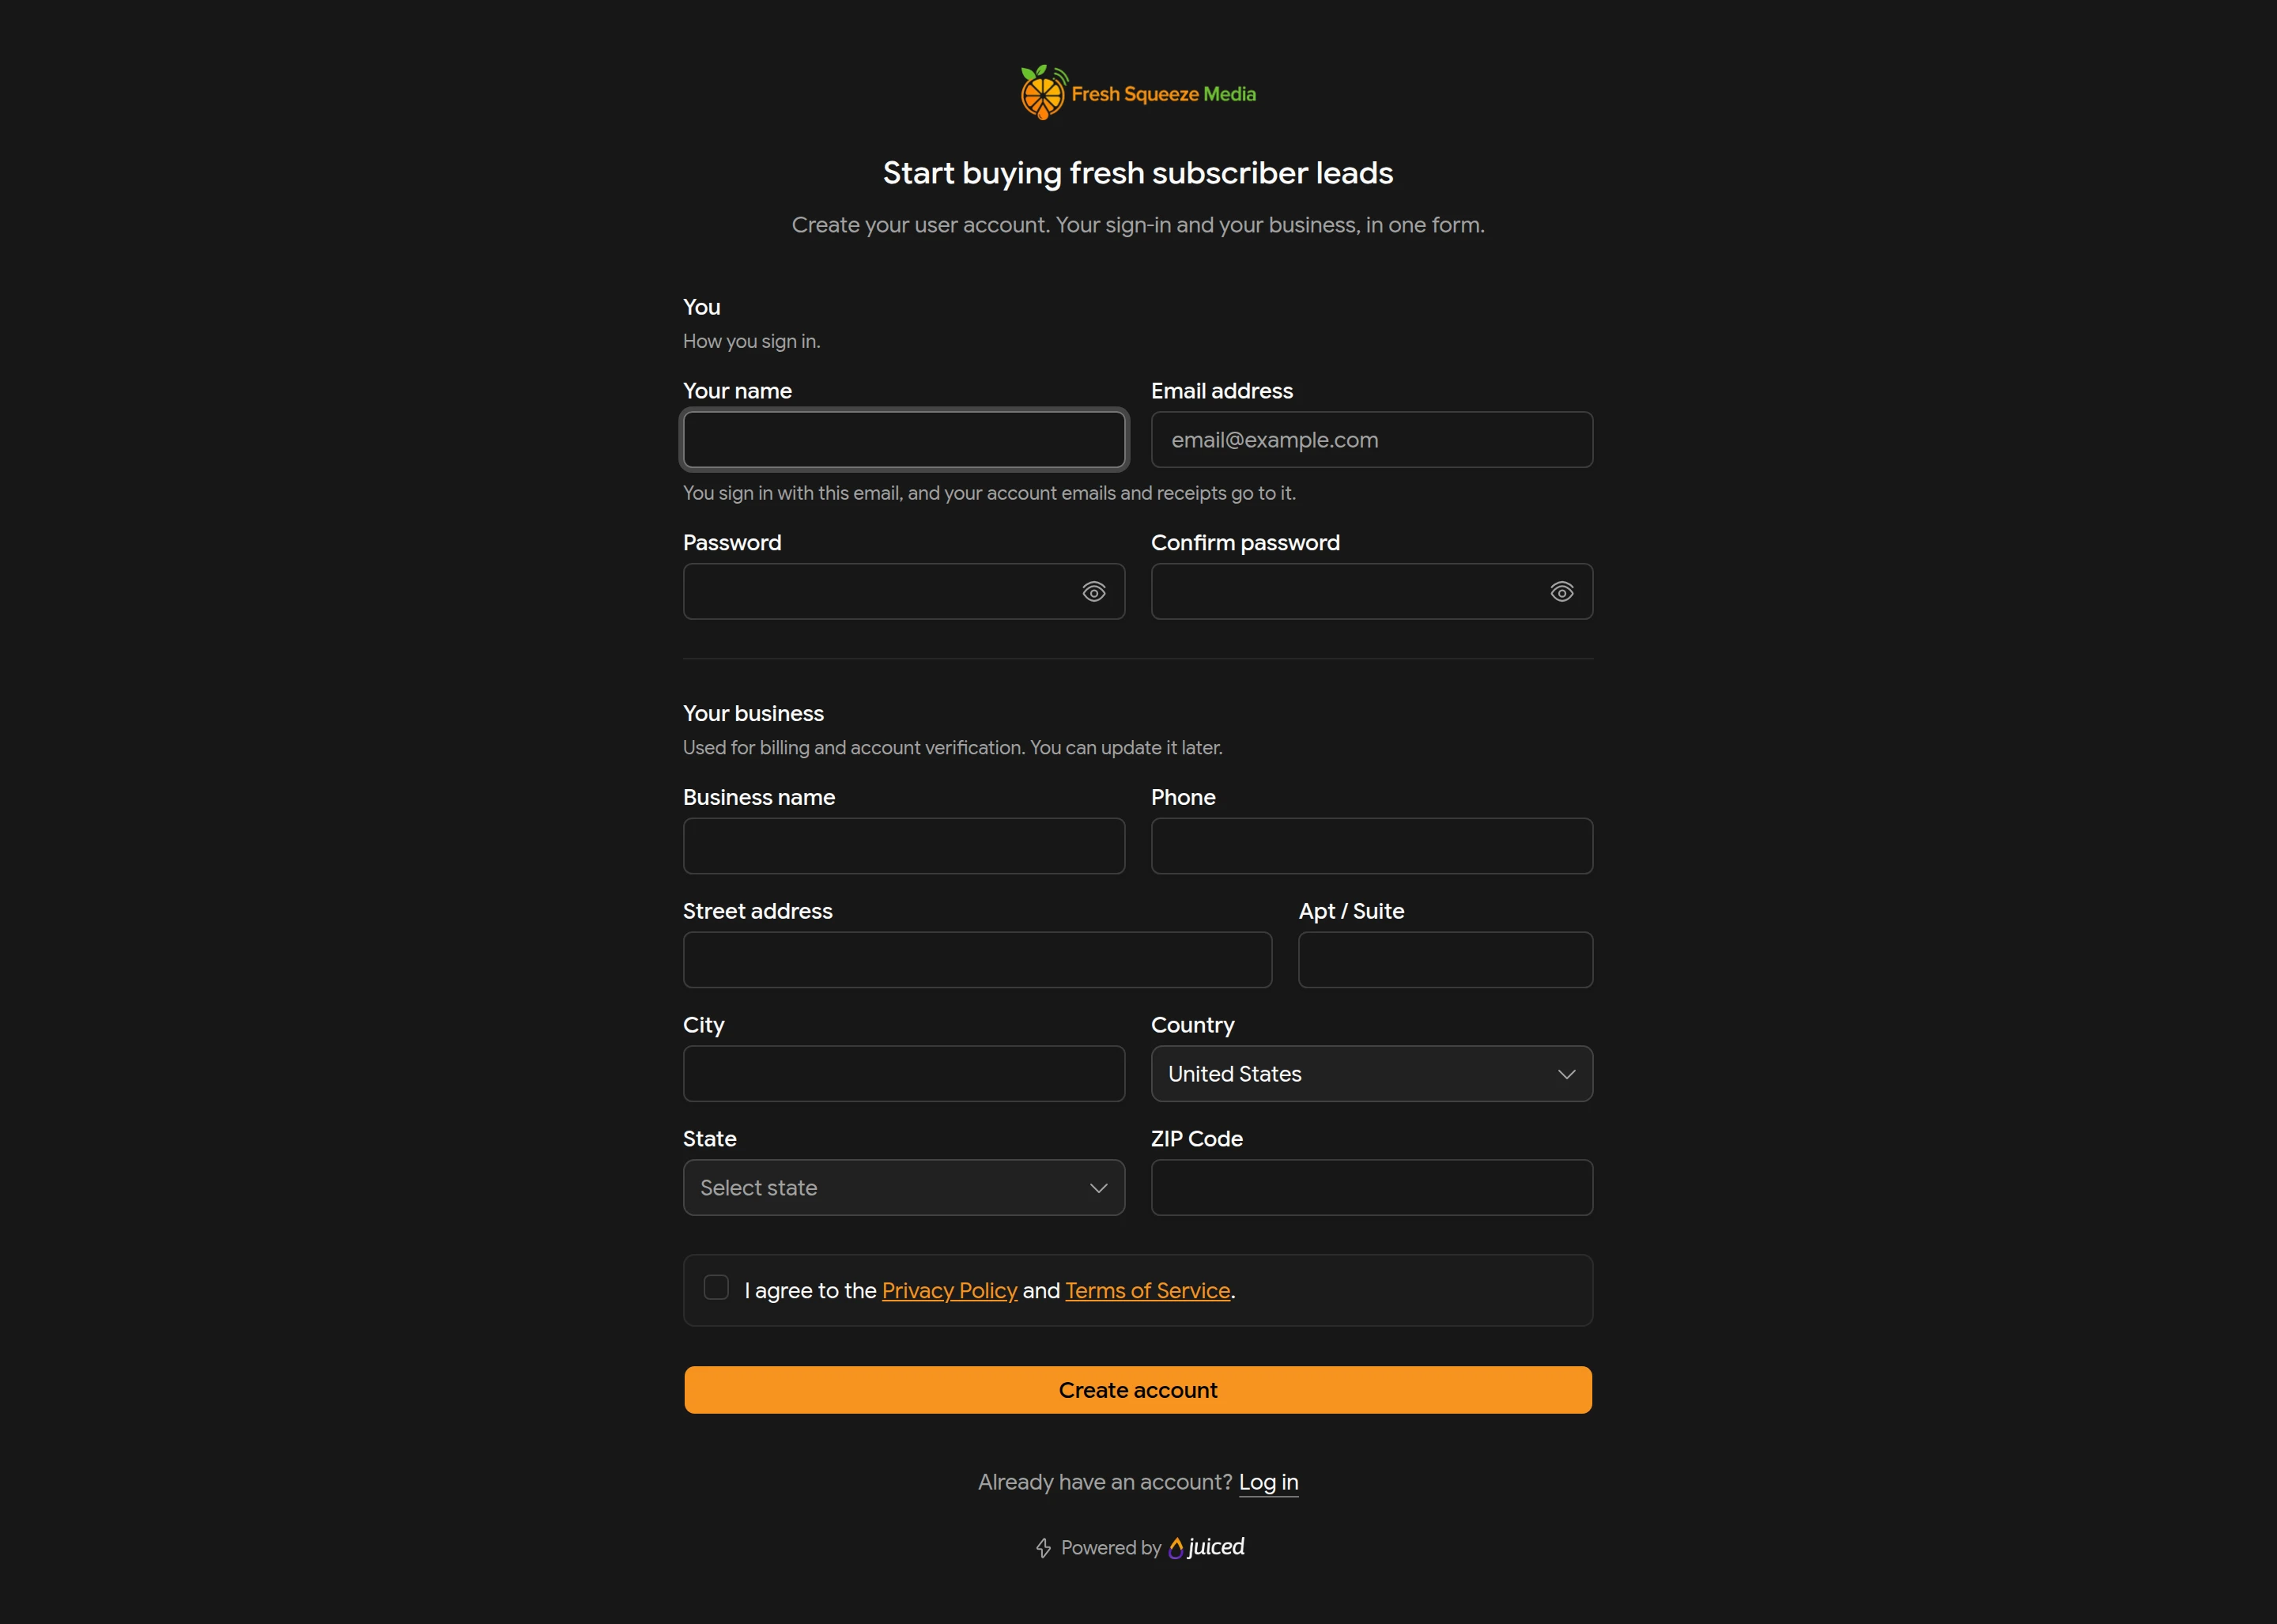 Fresh Squeeze Media
Start buying fresh subscriber leads
Create your user account. Your sign-in and your business, in one form.
You
How you sign in.
Your name
Email address
email@example.com
You sign in with this email, and your account emails and receipts go to it.
Password
Confirm password
Your business
Used for billing and account verification. You can update it later.
Business name
Phone
Street address
Apt / Suite
City
Country
United States
State
ZIP Code
Select state
I agree to the Privacy Policy and Terms of Service.
Create account
Already have an account? Log in
Powered by juiced